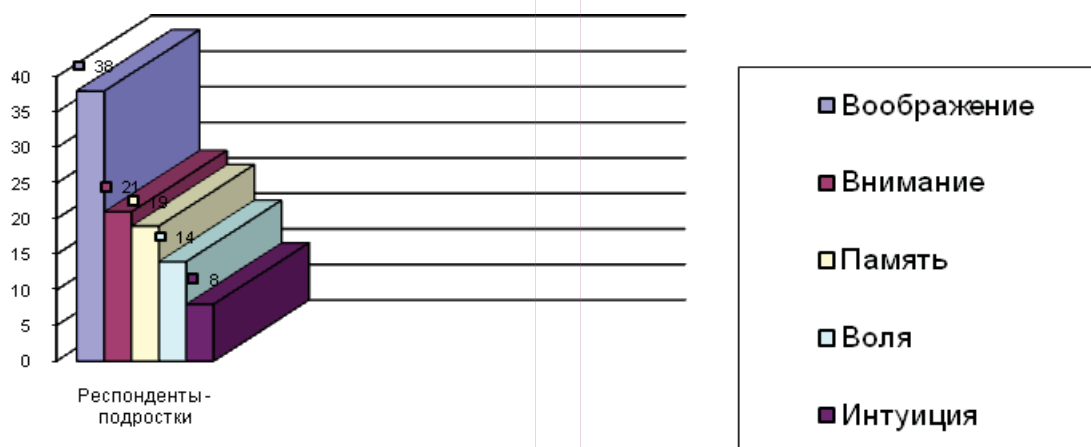 40
35
30
25
20
15
10
5
0
38
21
19
14
8
Респонденты-
подростки
Воображение
Внимание
Память
Воля
Интуиция